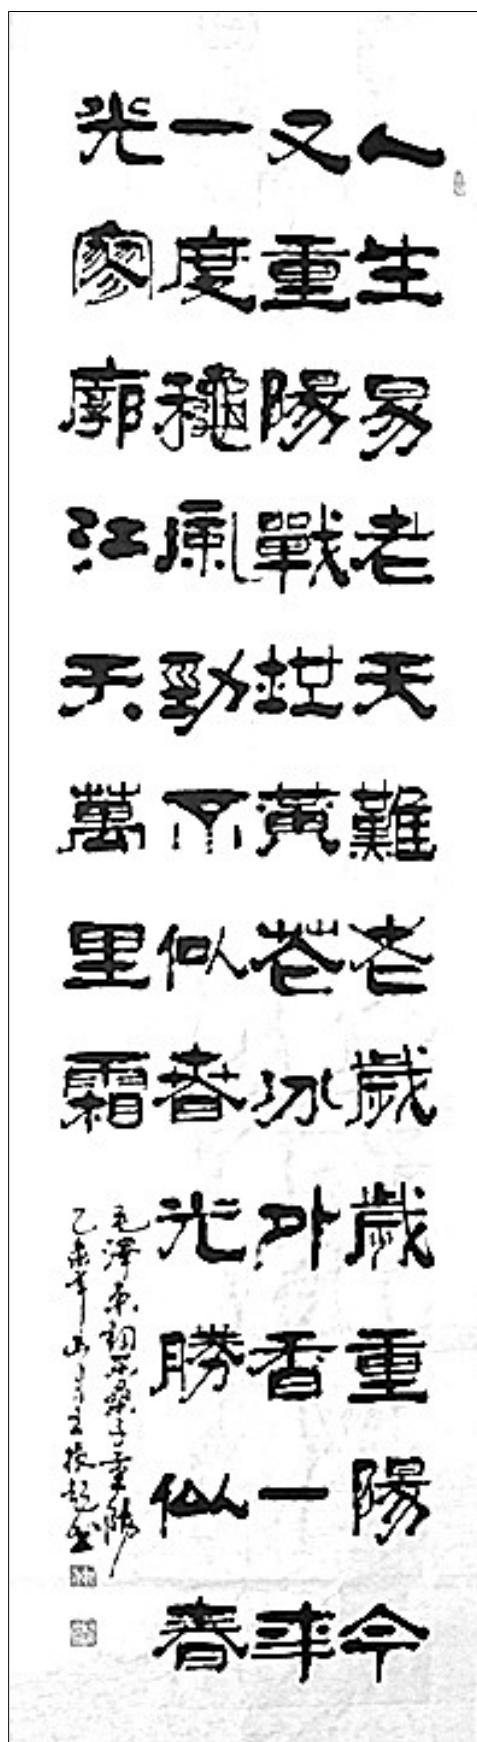 人生易老天難老歲歲重陽今
又重陽戰地黃花分外香一年
一度穐風勁不似春光勝似春
光寥廓江天萬里霜
毛澤東詞采桑子重陽
乙未年書